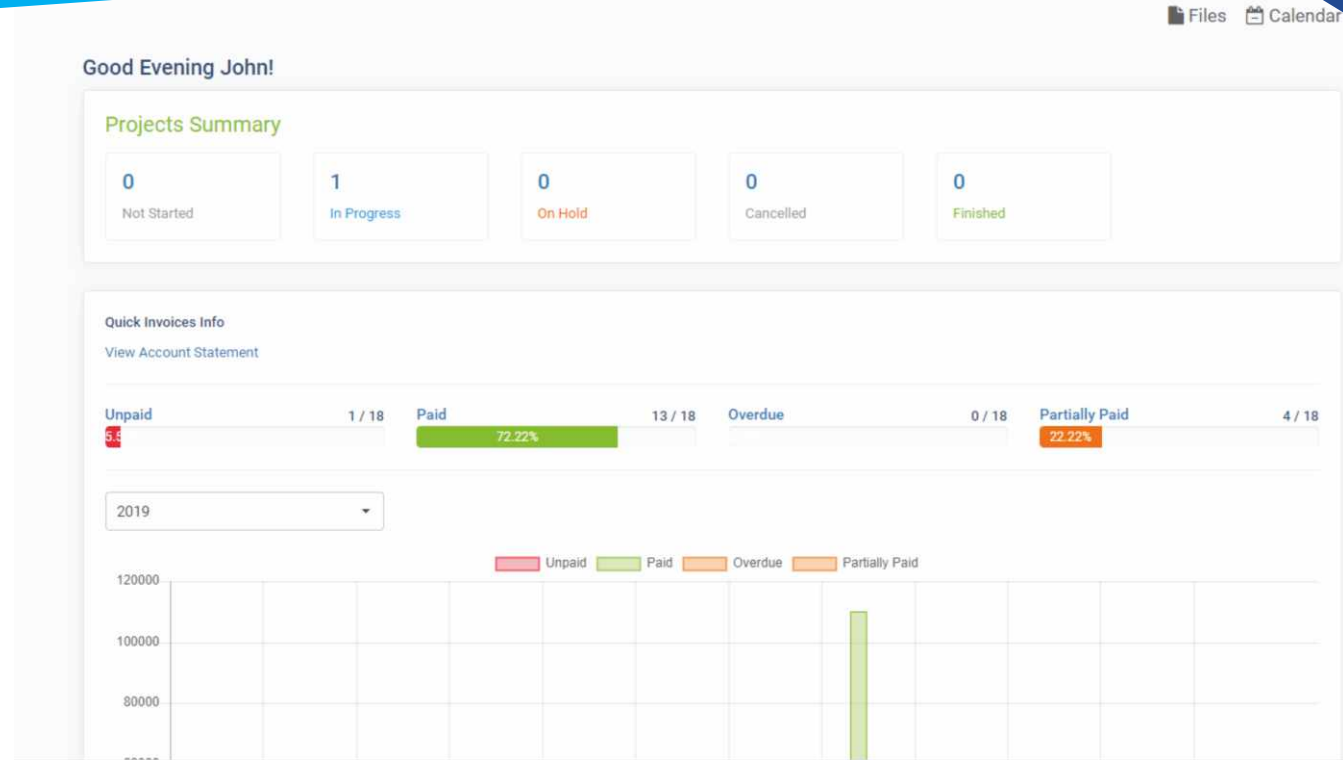 Files Calendar
Good Evening John!
Projects Summary
0 1 0 0 0
Not Started In Progress On Hold Cancelled Finished
Quick Invoices Info
View Account Statement
Unpaid 1 / 18 Paid 13 / 18 Overdue 0 / 18 Partially Paid 4 / 18
72.22% 22.22%
2019
Unpaid Paid Overdue Partially Paid
120000
100000
80000